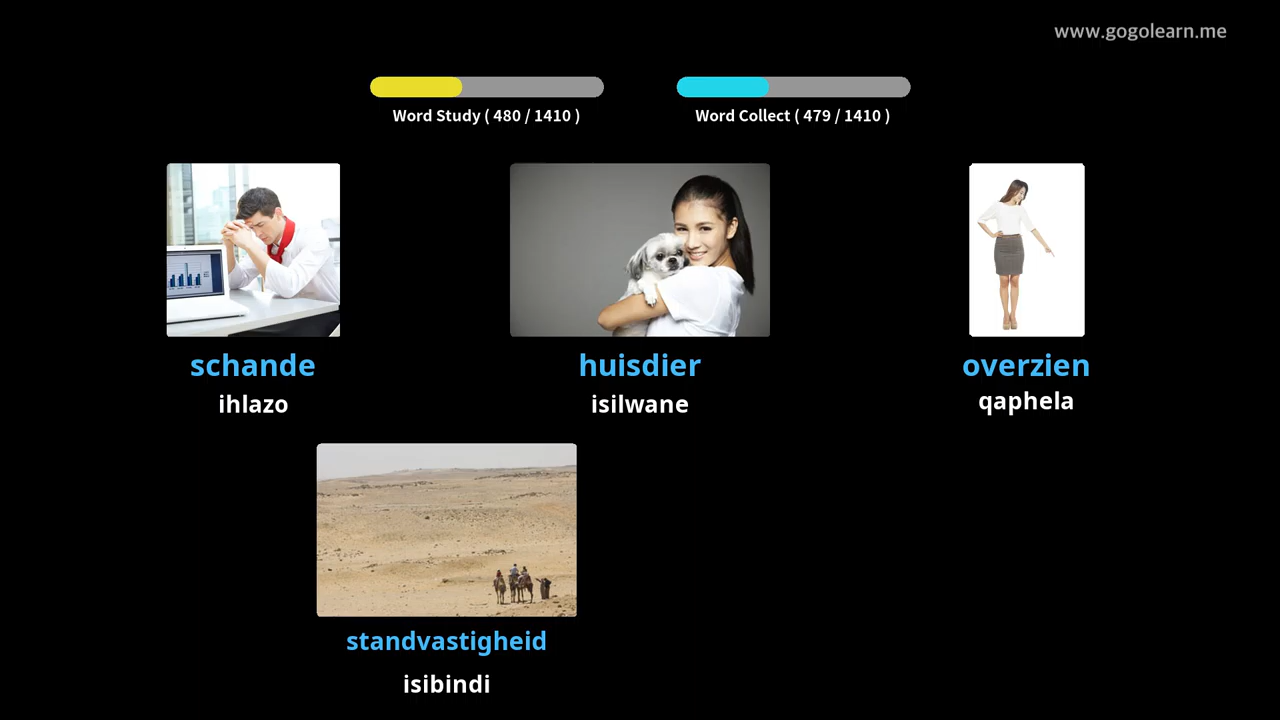 www.gogolearn.me
Word Study ( 480 / 1410 )
Word Collect ( 479 / 1410 )
schande
ihlazo
huisdier
isilwane
overzien
qaphela
standvastigheid
isibindi